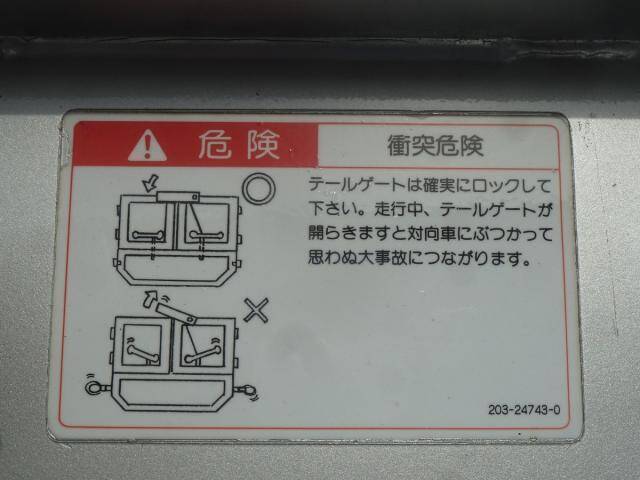 危険 衝突危険
テールゲートは確実にロックして
下さい。走行中、テールゲートが
開らきますと対向車にぶつかって
思わぬ大事故につながります。
203-24743-0